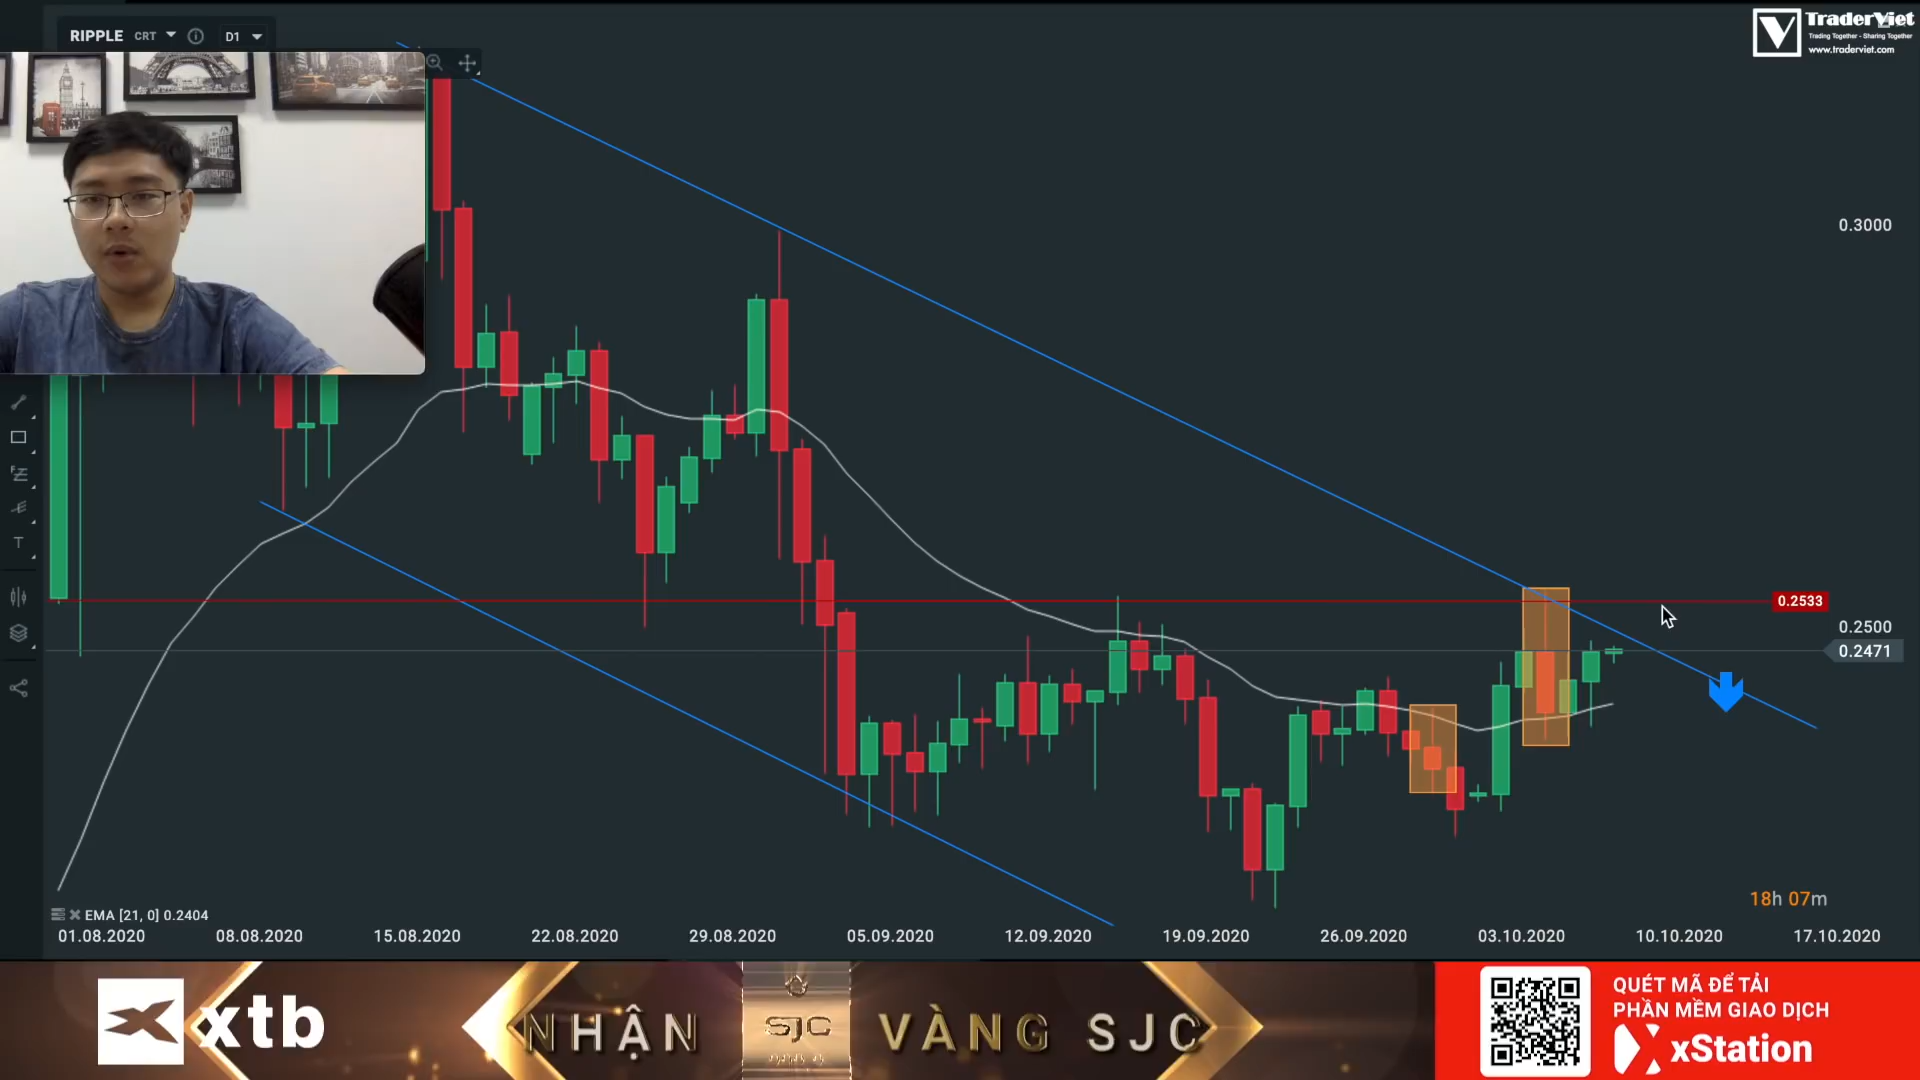 RIPPLE CRT D1
TraderViet
Trading Together - Sharing Together
www.traderviet.com
0.3000
0.2533
0.2500
0.2471
T
18h 07m
EMA [21, 0] 0.2404
01.08.2020 08.08.2020 15.08.2020 22.08.2020 29.08.2020 05.09.2020 12.09.2020 19.09.2020 26.09.2020 03.10.2020 10.10.2020 17.10.2020
xtb
NHẬN SJC VÀNG SJC
QUÉT MÃ ĐỂ TẢI
PHẦN MỀM GIAO DỊCH
xStation